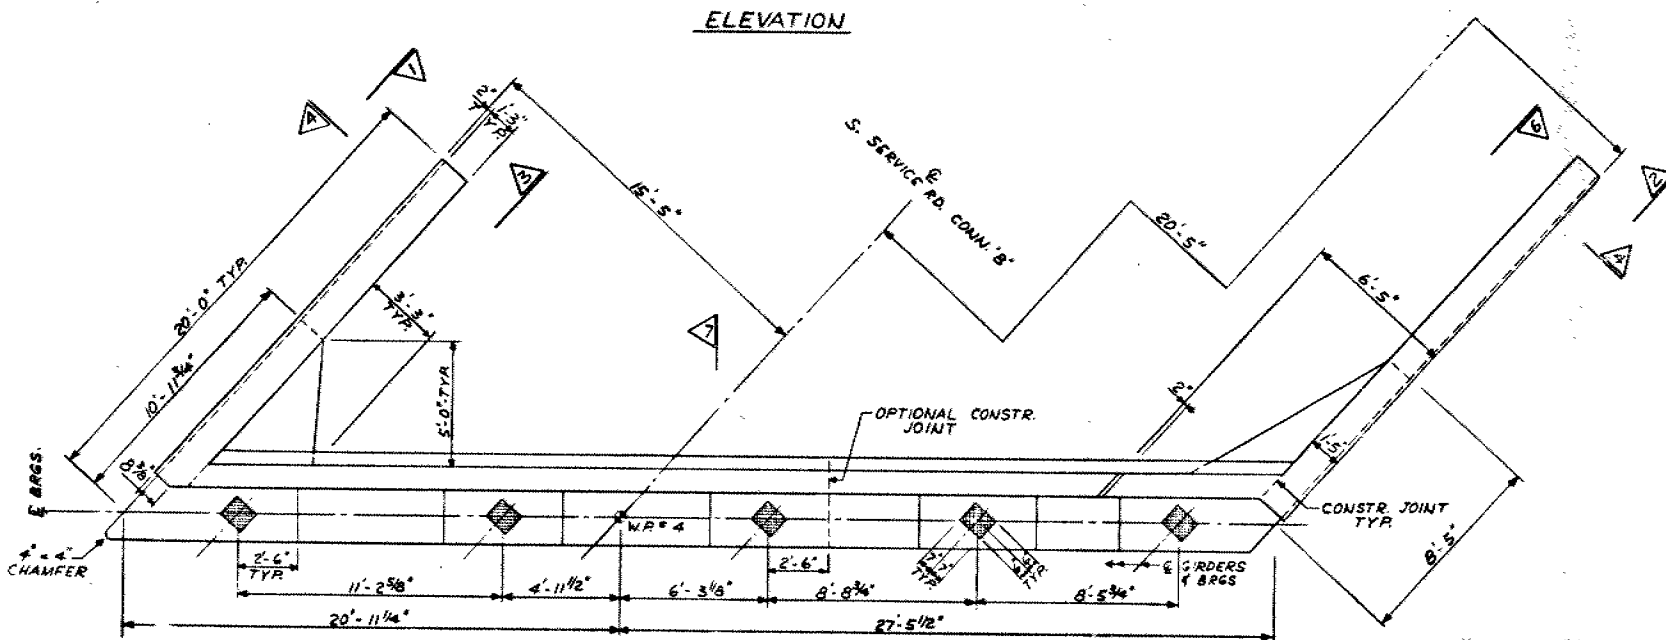 ELEVATION
1
4
3
2"
15'-5"
S. SERVICE RD. CONN. 'B'
℄
20'-5"
6
2
4
20'-0" TYP.
10'-11 3/4"
3'-3"
TYP.
7
6'-5"
5'-0" TYP.
2"
OPTIONAL CONSTR.
JOINT
8 3/8"
1'-5"
℄ BRGS.
W.P. # 4
CONSTR. JOINT
TYP.
8'-5"
4" x 4"
CHAMFER
2'-6"
TYP.
2'-6"
7"
7"
TYP.
TYP.
℄ GIRDERS
& BRGS
11'-2 5/8"
4'-11 1/2"
6'-3 1/8"
8'-8 3/4"
8'-5 3/4"
20'-11 1/4"
27'-5 1/2"